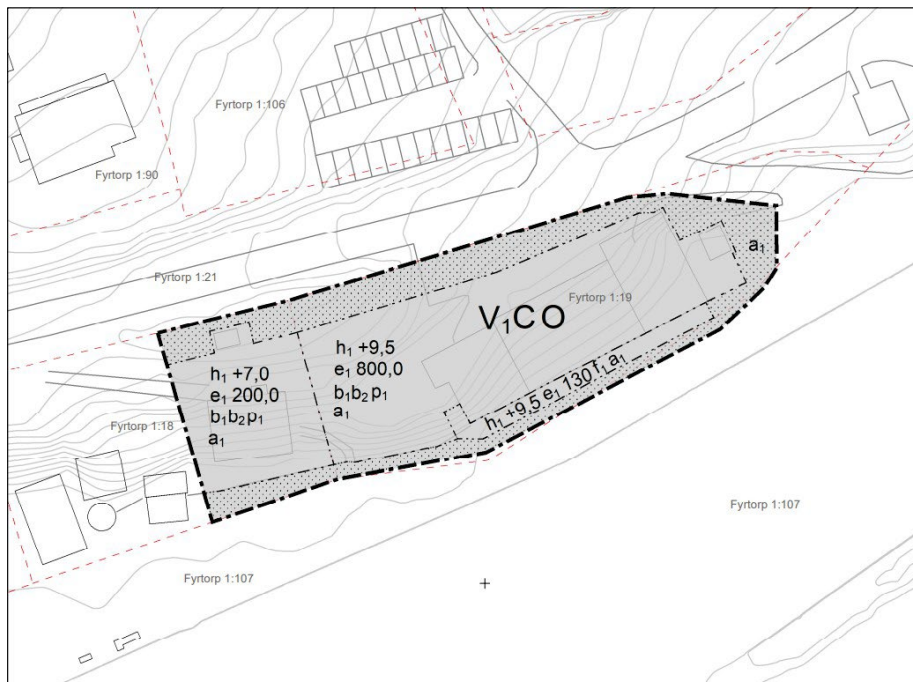 Fyrtorp 1:106
Fyrtorp 1:90
a₁
Fyrtorp 1:21
Fyrtorp 1:19
V₁CO
h₁ +9,5
e₁ 800,0
b₁b₂p₁
a₁
h₁ +7,0
e₁ 200,0
b₁b₂p₁
a₁
h₁ +9,5 e₁ 130 f₁ a₁
Fyrtorp 1:18
Fyrtorp 1:107
Fyrtorp 1:107